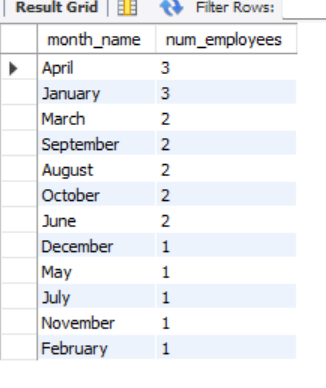 Result Grid Filter Rows:
month_name num_employees
April 3
January 3
March 2
September 2
August 2
October 2
June 2
December 1
May 1
July 1
November 1
February 1